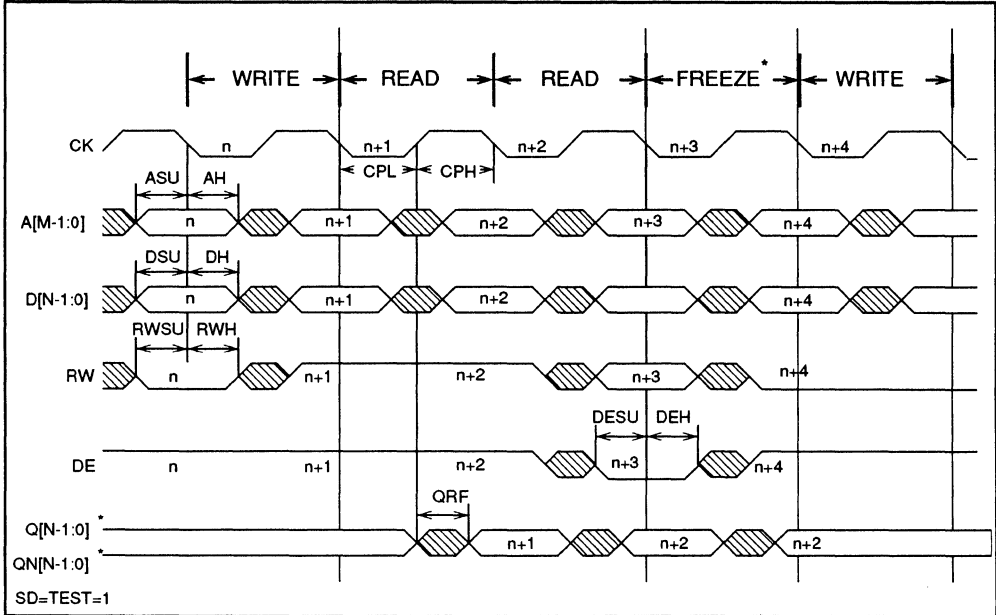 WRITE READ READ FREEZE* WRITE
CK n n+1 n+2 n+3 n+4
CPL CPH
ASU AH
A[M-1:0] n n+1 n+2 n+3 n+4
DSU DH
D[N-1:0] n n+1 n+2 n+4
RWSU RWH
RW n n+1 n+2 n+3 n+4
DESU DEH
DE n n+1 n+2 n+3 n+4
QRF
Q[N-1:0]*
n+1 n+2 n+2
QN[N-1:0]*
SD=TEST=1